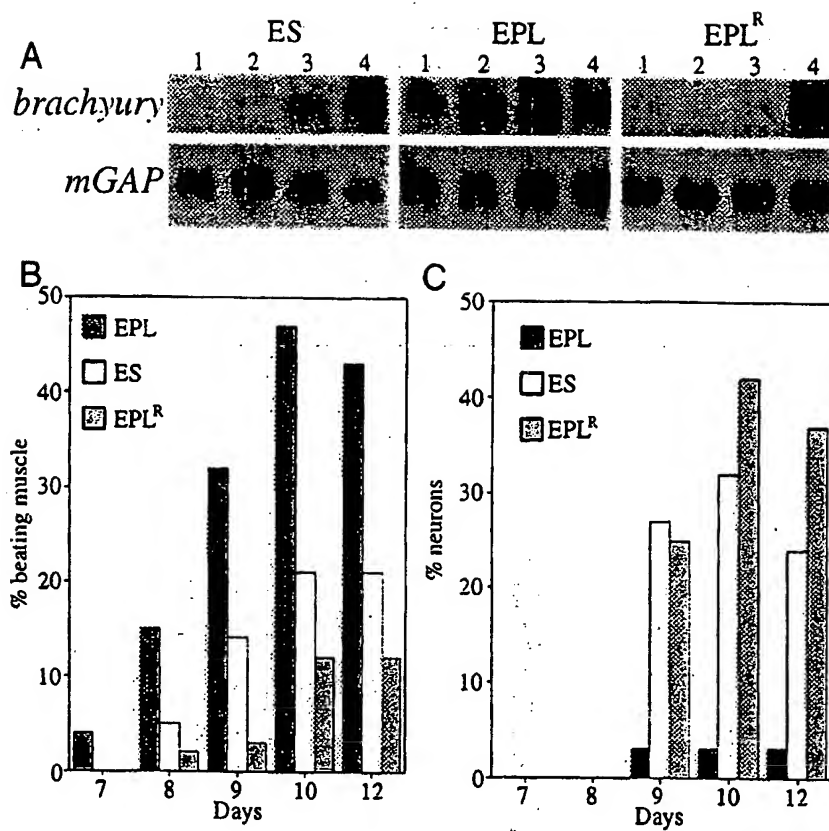 ES EPL EPL^R
A 1 2 3 4 1 2 3 4 1 2 3 4
brachyury
mGAP
B
50
40
30
20
10
0
% beating muscle
EPL
ES
EPL^R
7 8 9 10 12
Days
C
50
40
30
20
10
0
% neurons
EPL
ES
EPL^R
7 8 9 10 12
Days